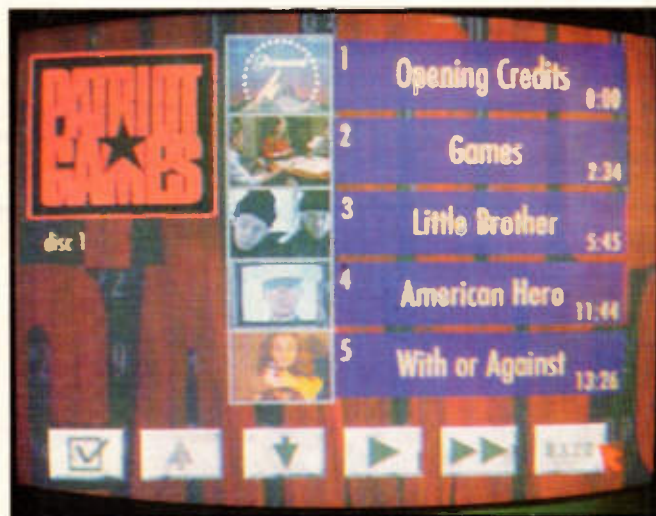 PATRIOT
GAMES
disc 1
1
Opening Credits
0:00
2
Games
2:34
3
Little Brother
5:45
4
American Hero
11:44
5
With or Against
13:26